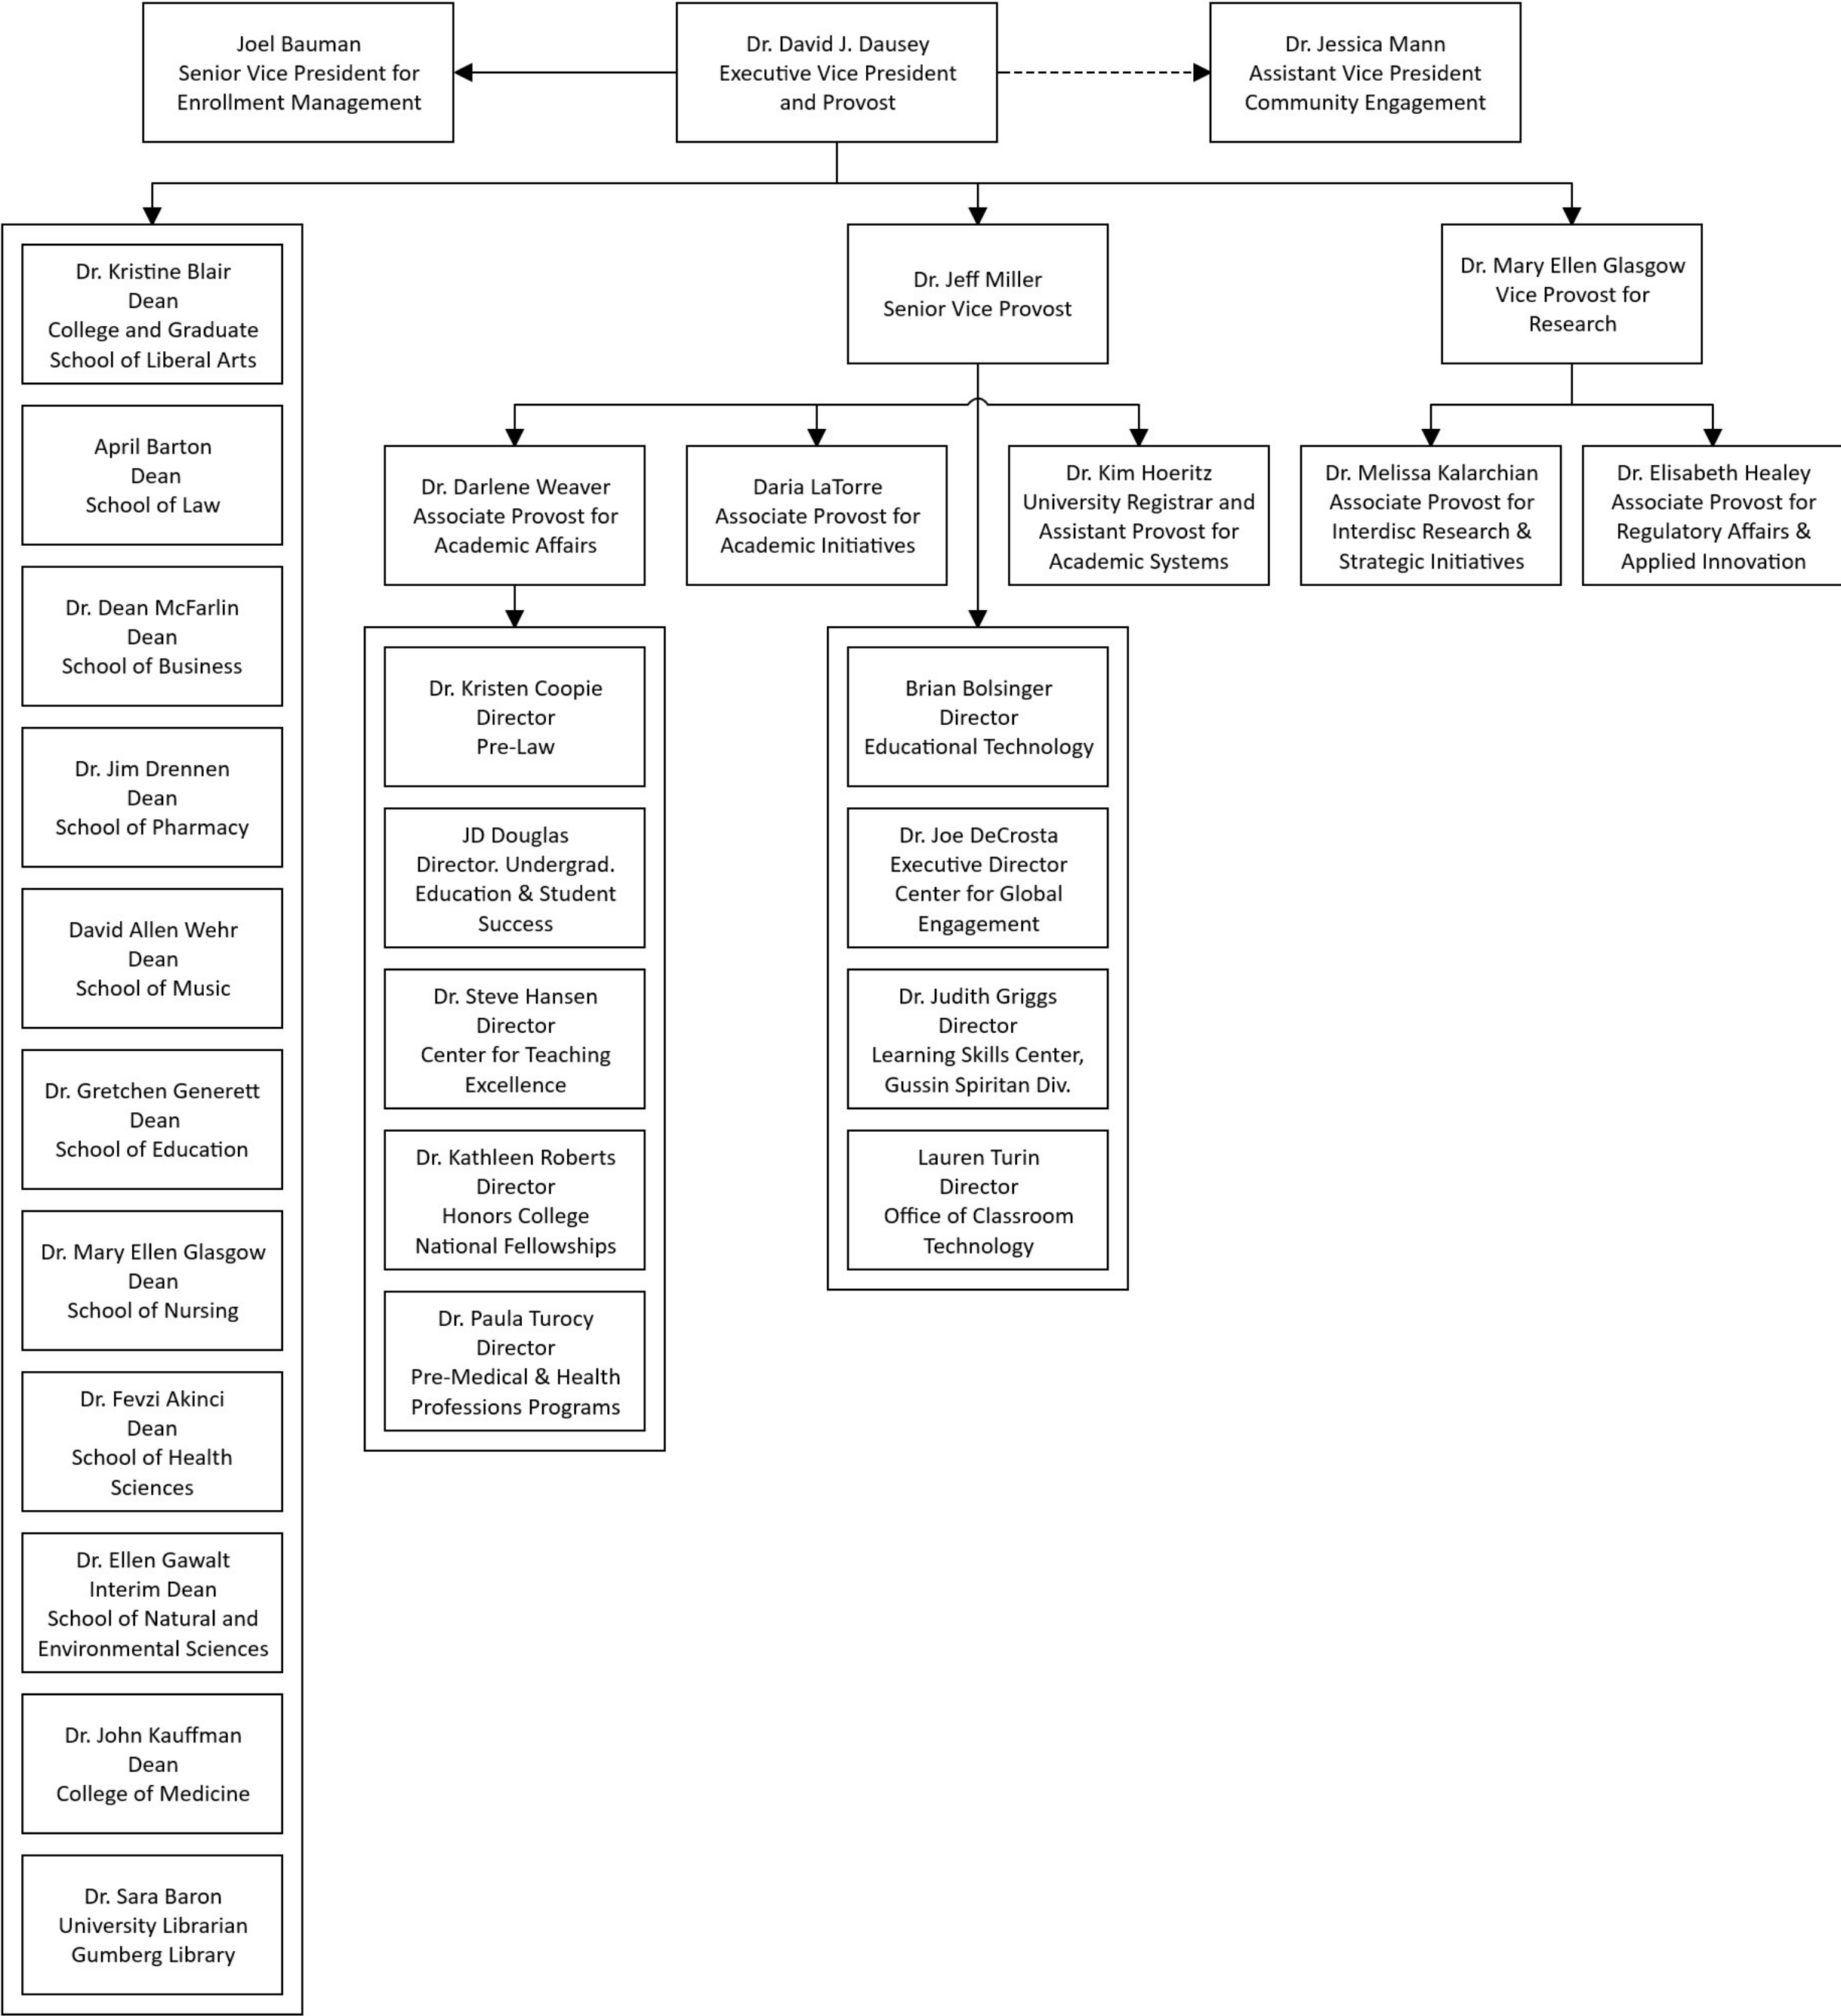 Joel Bauman
Senior Vice President for
Enrollment Management
Dr. David J. Dausey
Executive Vice President
and Provost
Dr. Jessica Mann
Assistant Vice President
Community Engagement
Dr. Kristine Blair
Dean
College and Graduate
School of Liberal Arts
April Barton
Dean
School of Law
Dr. Dean McFarlin
Dean
School of Business
Dr. Jim Drennen
Dean
School of Pharmacy
David Allen Wehr
Dean
School of Music
Dr. Gretchen Generett
Dean
School of Education
Dr. Mary Ellen Glasgow
Dean
School of Nursing
Dr. Fevzi Akinci
Dean
School of Health
Sciences
Dr. Ellen Gawalt
Interim Dean
School of Natural and
Environmental Sciences
Dr. John Kauffman
Dean
College of Medicine
Dr. Sara Baron
University Librarian
Gumberg Library
Dr. Jeff Miller
Senior Vice Provost
Dr. Mary Ellen Glasgow
Vice Provost for
Research
Dr. Darlene Weaver
Associate Provost for
Academic Affairs
Daria LaTorre
Associate Provost for
Academic Initiatives
Dr. Kim Hoeritz
University Registrar and
Assistant Provost for
Academic Systems
Dr. Melissa Kalarchian
Associate Provost for
Interdisc Research &
Strategic Initiatives
Dr. Elisabeth Healey
Associate Provost for
Regulatory Affairs &
Applied Innovation
Dr. Kristen Coopie
Director
Pre-Law
JD Douglas
Director. Undergrad.
Education & Student
Success
Dr. Steve Hansen
Director
Center for Teaching
Excellence
Dr. Kathleen Roberts
Director
Honors College
National Fellowships
Dr. Paula Turocy
Director
Pre-Medical & Health
Professions Programs
Brian Bolsinger
Director
Educational Technology
Dr. Joe DeCrosta
Executive Director
Center for Global
Engagement
Dr. Judith Griggs
Director
Learning Skills Center,
Gussin Spiritan Div.
Lauren Turin
Director
Office of Classroom
Technology